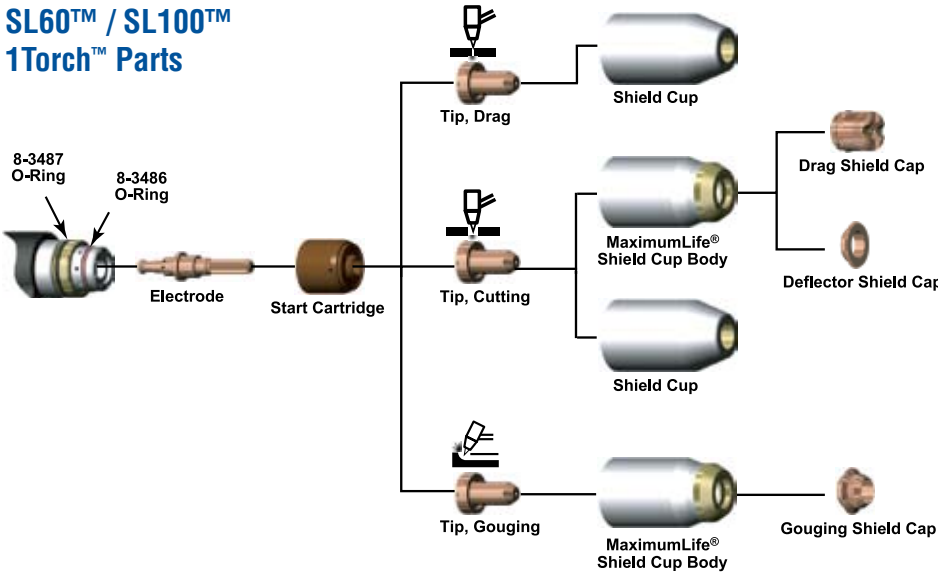 SL60™ / SL100™
1Torch™ Parts
Tip, Drag
Shield Cup
8-3487
O-Ring
8-3486
O-Ring
Drag Shield Cap
Electrode
Start Cartridge
Tip, Cutting
MaximumLife®
Shield Cup Body
Deflector Shield Cap
Shield Cup
Tip, Gouging
MaximumLife®
Shield Cup Body
Gouging Shield Cap